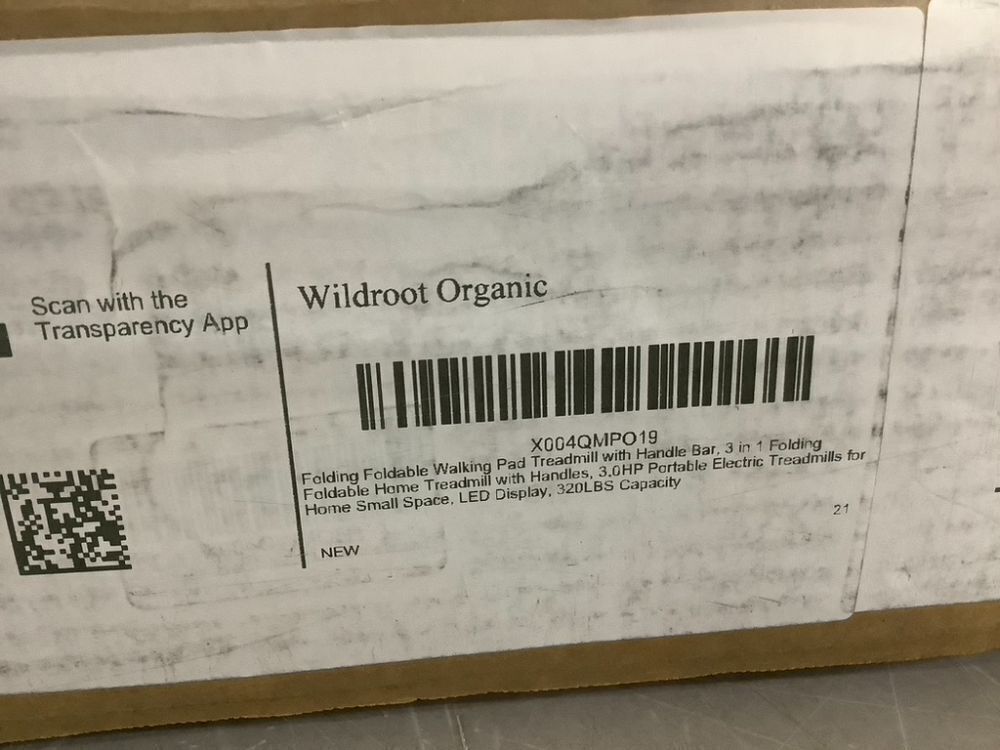 Scan with the
Transparency App
Wildroot Organic
X004QMPO19
Folding Foldable Walking Pad Treadmill with Handle Bar, 3 in 1 Folding
Foldable Home Treadmill with Handles, 3.0HP Portable Electric Treadmills for
Home Small Space, LED Display, 320LBS Capacity
21
NEW